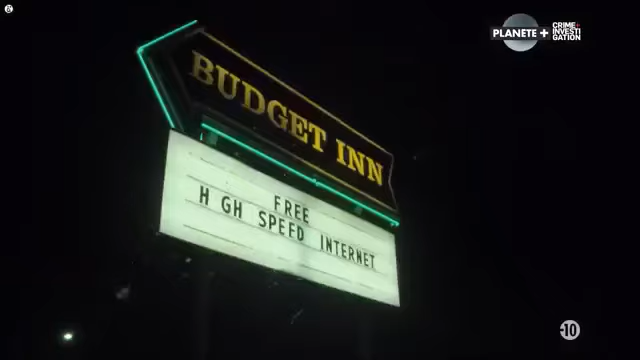 PLANETE+ CRIME+
INVESTI
GATION
BUDGET INN
FREE
H GH SPEED INTERNET
-10